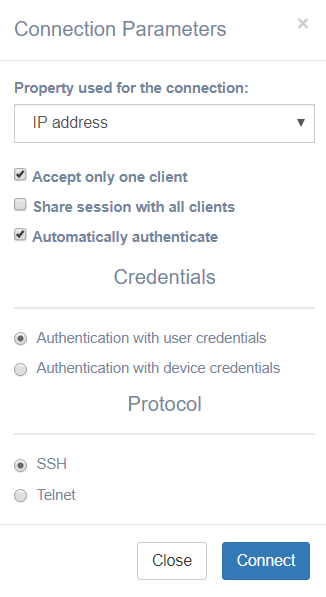 Connection Parameters ×
Property used for the connection:
IP address
Accept only one client
Share session with all clients
Automatically authenticate
Credentials
Authentication with user credentials
Authentication with device credentials
Protocol
SSH
Telnet
Close Connect